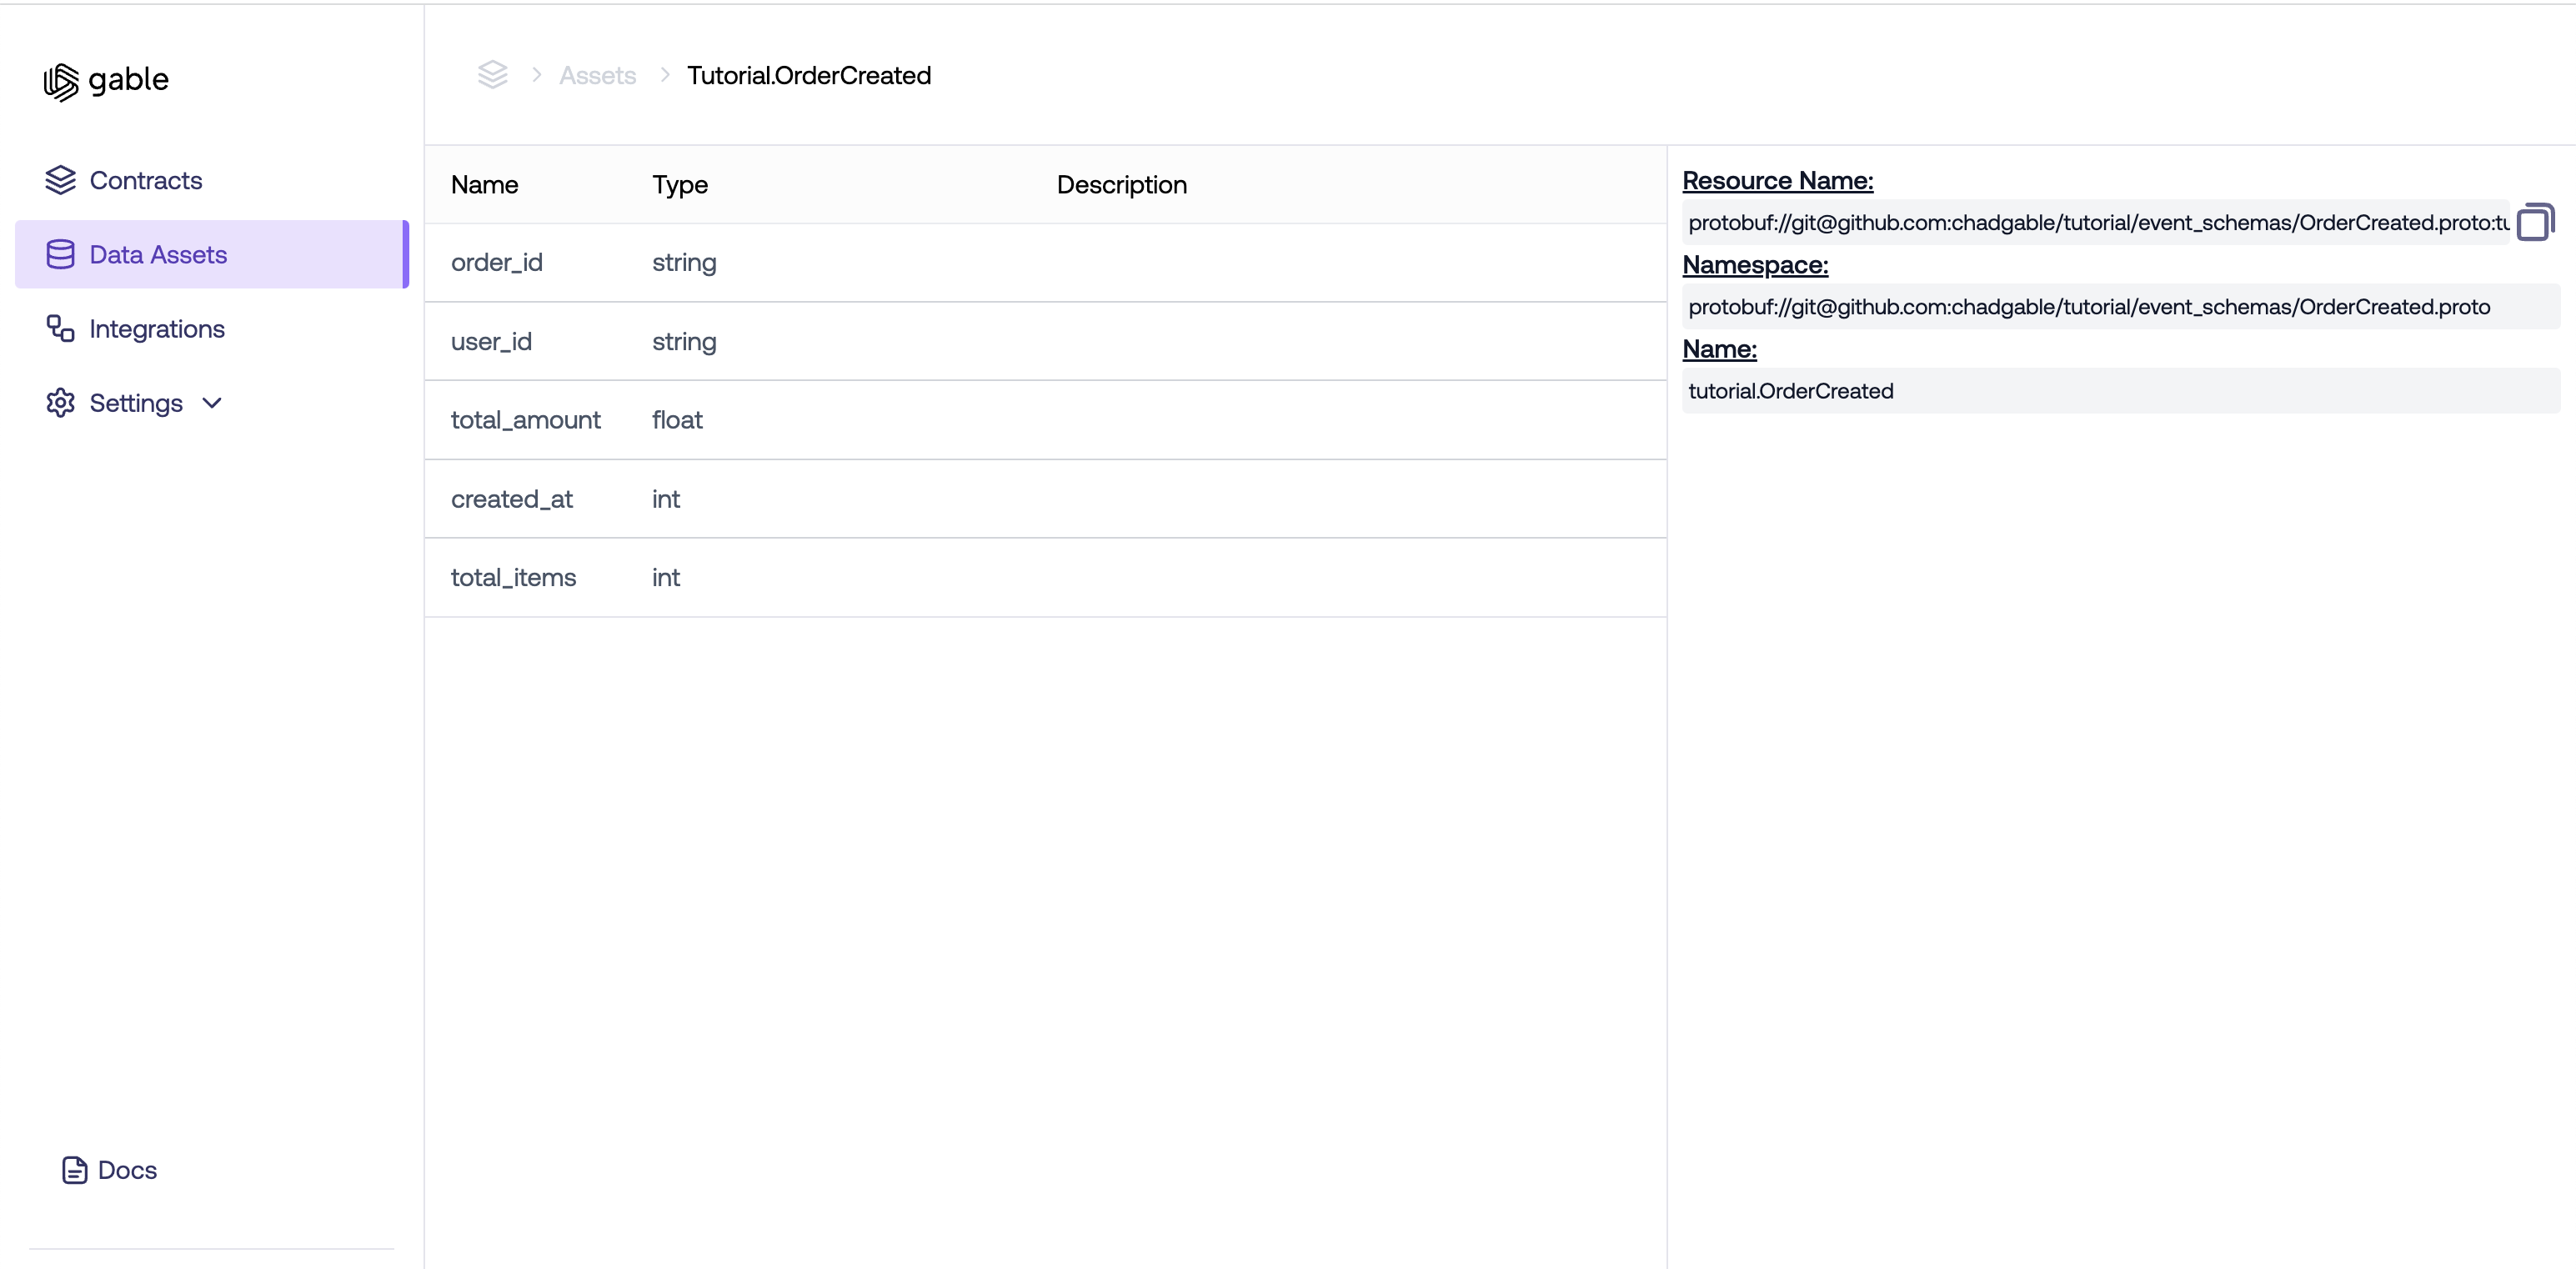 gable
Contracts
Data Assets
Integrations
Settings
Docs
Assets
Tutorial.OrderCreated
Name Type Description
order_id string
user_id string
total_amount float
created_at int
total_items int
Resource Name:
protobuf://git@github.com:chadgable/tutorial/event_schemas/OrderCreated.proto:tu
Namespace:
protobuf://git@github.com:chadgable/tutorial/event_schemas/OrderCreated.proto
Name:
tutorial.OrderCreated